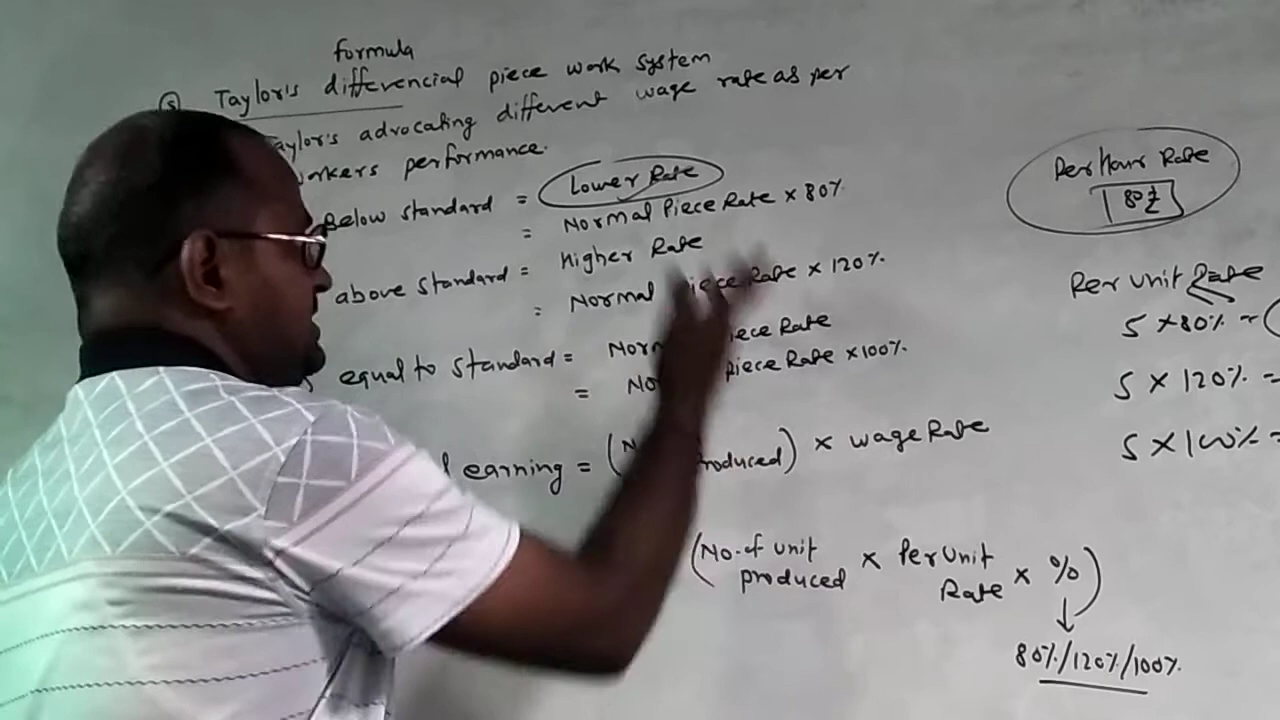 formula
(5) Taylor's differencial piece work system
Taylor's advocating different wage rate as per
workers performance.
Below standard = Lower Rate
= Normal Piece Rate × 80%
above standard = Higher Rate
= Normal Piece Rate × 120%
equal to standard = Piece Rate
= Piece Rate × 100%
earning = ( produced) × wage Rate
(No. of unit produced × Per Unit Rate × %)
80%/120%/100%
Per Hour Rate
80
Per Unit Rate
5 × 80% =
5 × 120% =
5 × 100% =